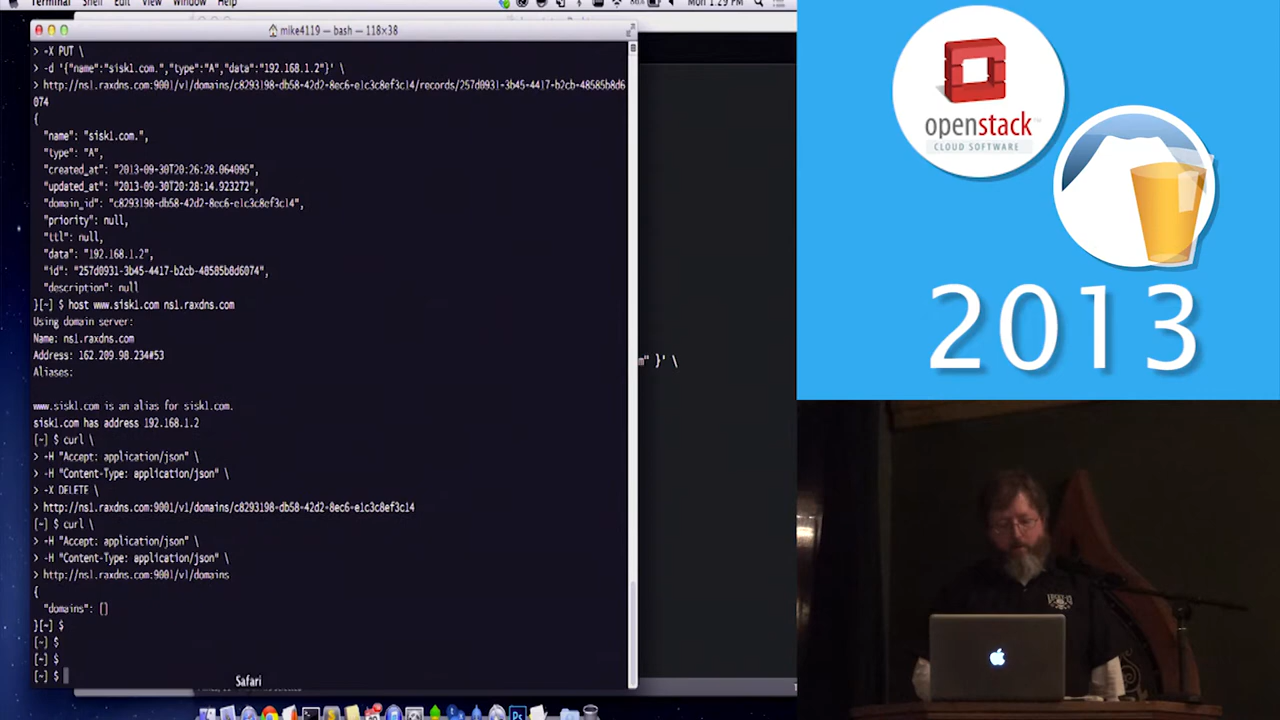 Terminal Shell Edit View Window Help
Mon 1:29 PM
mike4119 — bash — 118×38
> -X PUT \
> -d '{"name":"sisk1.com.","type":"A","data":"192.168.1.2"}' \
> http://ns1.raxdns.com:9001/v1/domains/c8293198-db58-42d2-8ec6-e1c3c8ef3c14/records/257d0931-3b45-4417-b2cb-48585b8d6
074
{
"name": "sisk1.com.",
"type": "A",
"created_at": "2013-09-30T20:26:28.064095",
"updated_at": "2013-09-30T20:28:14.923272",
"domain_id": "c8293198-db58-42d2-8ec6-e1c3c8ef3c14",
"priority": null,
"ttl": null,
"data": "192.168.1.2",
"id": "257d0931-3b45-4417-b2cb-48585b8d6074",
"description": null
}[~] $ host www.sisk1.com ns1.raxdns.com
Using domain server:
Name: ns1.raxdns.com
Address: 162.209.98.234#53
Aliases:
www.sisk1.com is an alias for sisk1.com.
sisk1.com has address 192.168.1.2
[~] $ curl \
> -H "Accept: application/json" \
> -H "Content-Type: application/json" \
> -X DELETE \
> http://ns1.raxdns.com:9001/v1/domains/c8293198-db58-42d2-8ec6-e1c3c8ef3c14
[~] $ curl \
> -H "Accept: application/json" \
> -H "Content-Type: application/json" \
> http://ns1.raxdns.com:9001/v1/domains
{
"domains": []
}[~] $
[~] $
[~] $
[~] $
Safari
" }' \
openstack
CLOUD SOFTWARE
2013